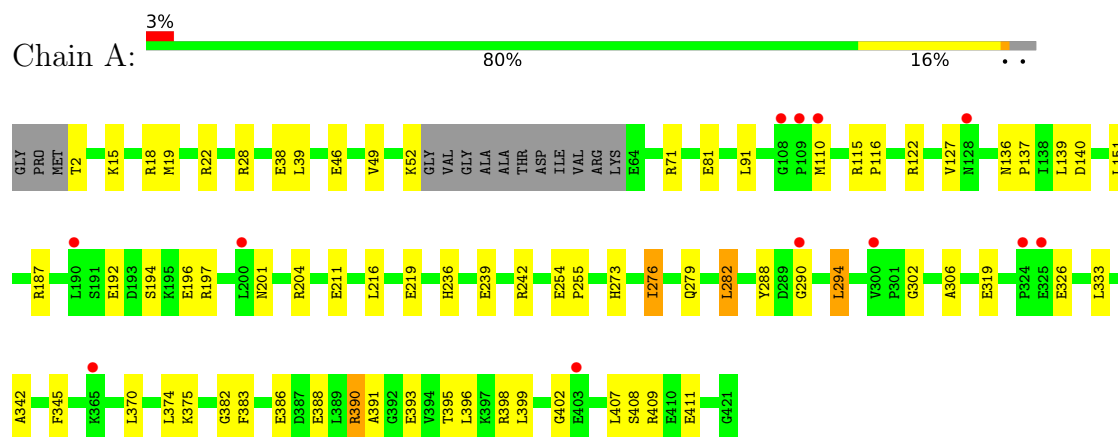 3%
Chain A:
80% 16% • •
GLY PRO MET T2 K15 R18 M19 R22 R28 E38 L39 E46 V49 K52 GLY VAL GLY ALA ALA THR ASP ILE VAL ARG LYS E64 R71 E81 L91 G108 P109 M110 R115 P116 R122 V127 N128 N136 P137 I138 L139 D140 L151
R187 L190 S191 E192 D193 S194 K195 E196 R197 L200 N201 R204 E211 L216 E219 H236 E239 R242 E254 P255 H273 I276 Q279 L282 Y288 D289 G290 L294 V300 P301 G302 A306 E319 P324 E325 E326 L333
A342 F345 K365 L370 L374 K375 G382 F383 E386 D387 E388 L389 R390 A391 G392 E393 V394 T395 L396 K397 R398 L399 G402 E403 L407 S408 R409 E410 E411 G421